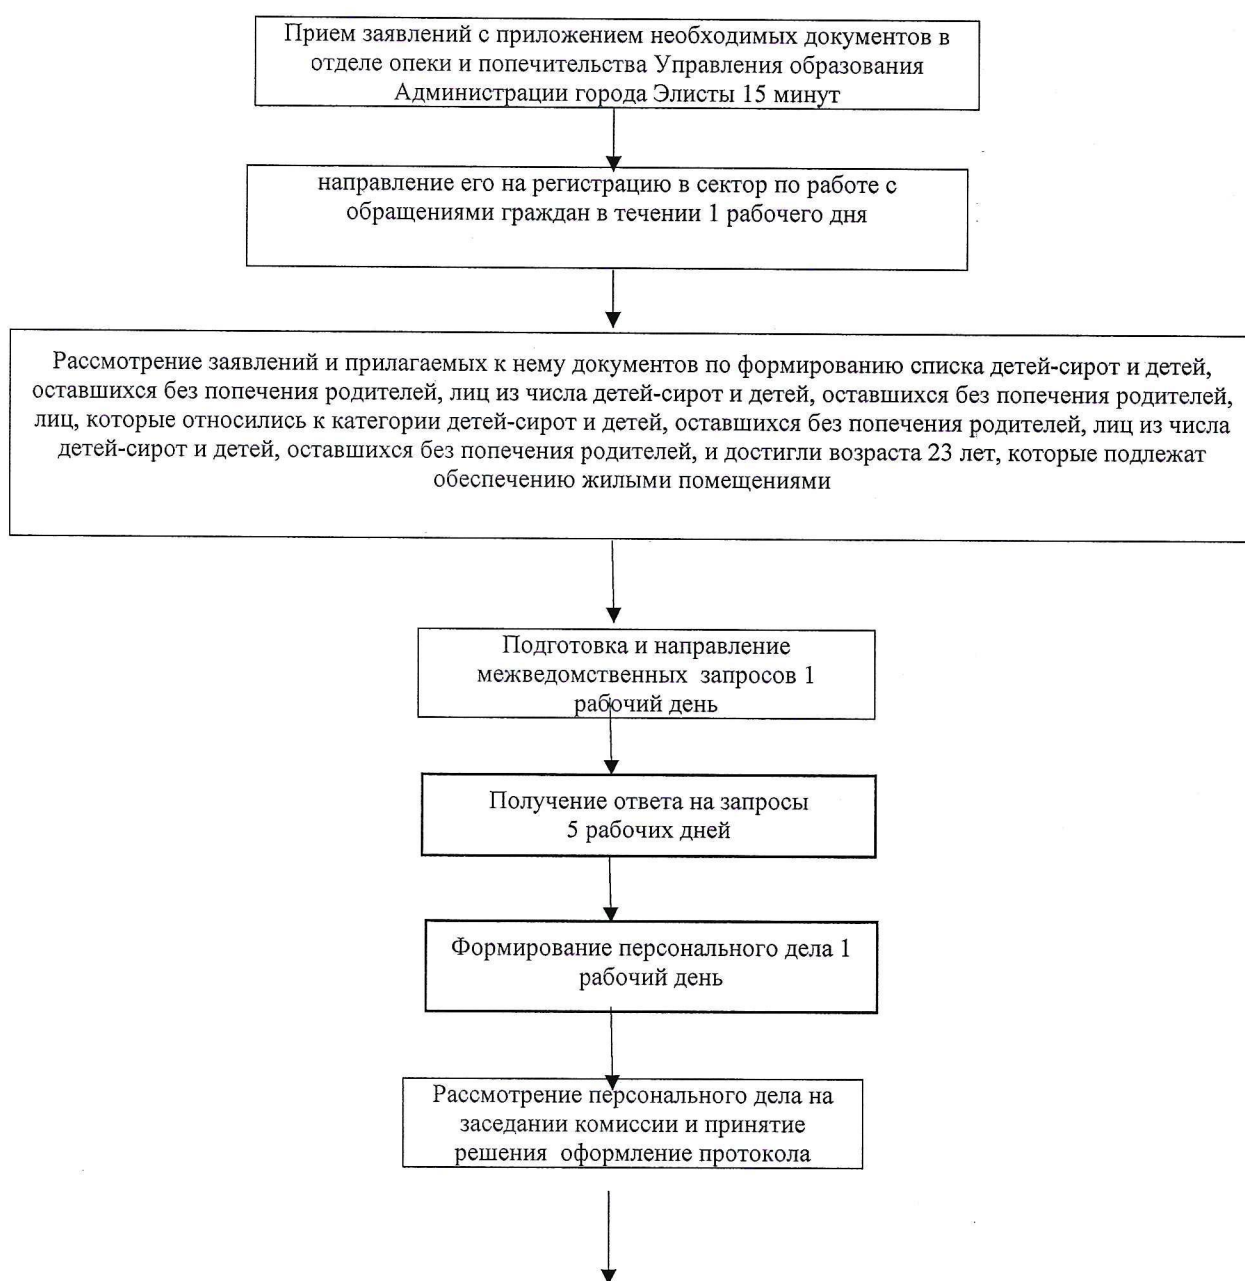 Прием заявлений с приложением необходимых документов в
отделе опеки и попечительства Управления образования
Администрации города Элисты 15 минут
направление его на регистрацию в сектор по работе с
обращениями граждан в течении 1 рабочего дня
Рассмотрение заявлений и прилагаемых к нему документов по формированию списка детей-сирот и детей,
оставшихся без попечения родителей, лиц из числа детей-сирот и детей, оставшихся без попечения родителей,
лиц, которые относились к категории детей-сирот и детей, оставшихся без попечения родителей, лиц из числа
детей-сирот и детей, оставшихся без попечения родителей, и достигли возраста 23 лет, которые подлежат
обеспечению жилыми помещениями
Подготовка и направление
межведомственных запросов 1
рабочий день
Получение ответа на запросы
5 рабочих дней
Формирование персонального дела 1
рабочий день
Рассмотрение персонального дела на
заседании комиссии и принятие
решения оформление протокола